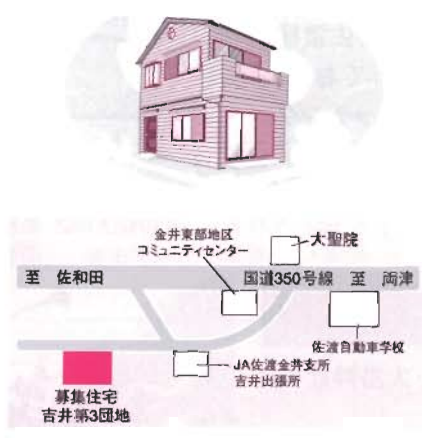 金井東部地区
コミュニティセンター
大聖院
至 佐和田
国道350号線 至 両津
佐渡自動車学校
JA佐渡金井支所
吉井出張所
募集住宅
吉井第3団地